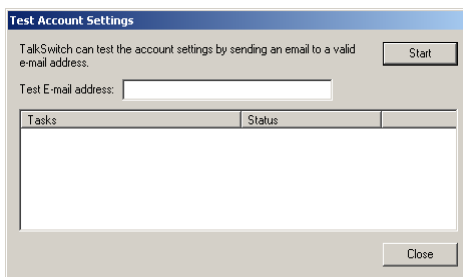 Test Account Settings
TalkSwitch can test the account settings by sending an email to a valid
e-mail address.
Start
Test E-mail address:
Tasks Status
Close